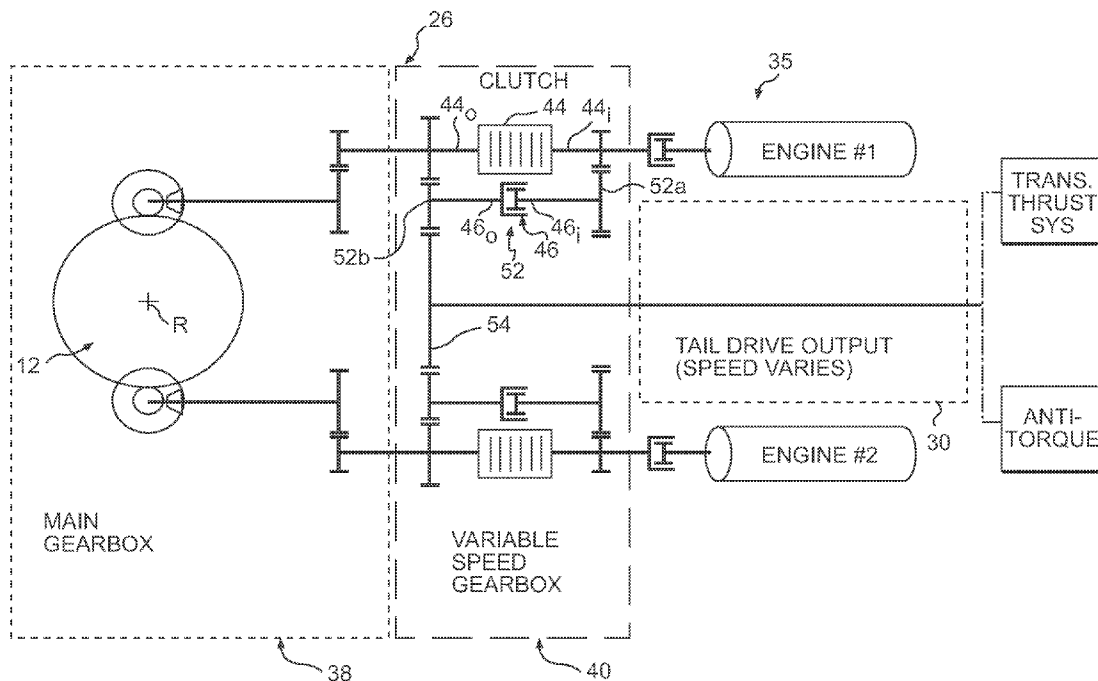 26
35
CLUTCH
44o
44
44i
ENGINE #1
TRANS.
THRUST
SYS
52a
46o
46i
46
52
52b
R
12
54
TAIL DRIVE OUTPUT
(SPEED VARIES)
30
ANTI-
TORQUE
ENGINE #2
MAIN
GEARBOX
VARIABLE
SPEED
GEARBOX
38
40